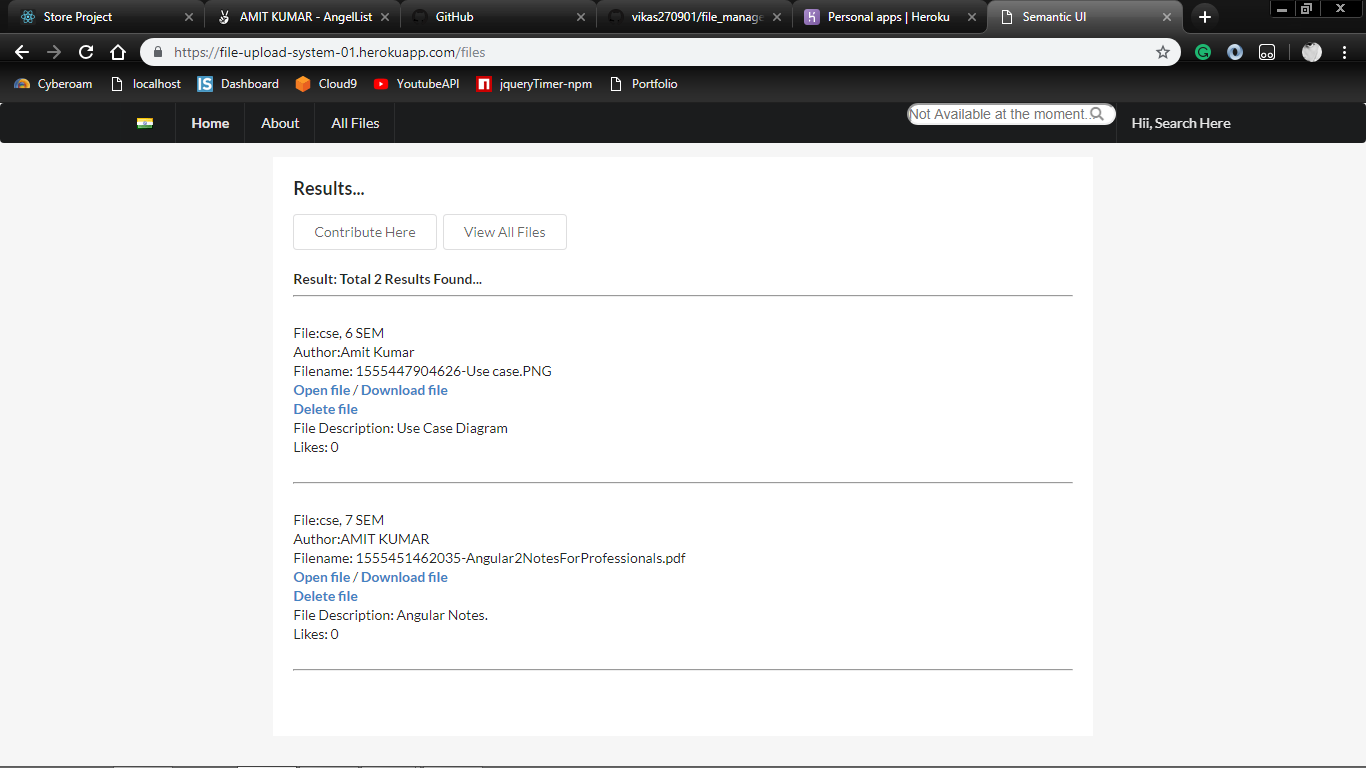 Store Project
AMIT KUMAR - AngelList
GitHub
vikas270901/file_manage
Personal apps | Heroku
Semantic UI
https://file-upload-system-01.herokuapp.com/files
Cyberoam
localhost
Dashboard
Cloud9
YoutubeAPI
jqueryTimer-npm
Portfolio
Home
About
All Files
Not Available at the moment.
Hii, Search Here
Results...
Contribute Here
View All Files
Result: Total 2 Results Found...
File:cse, 6 SEM
Author:Amit Kumar
Filename: 1555447904626-Use case.PNG
Open file / Download file
Delete file
File Description: Use Case Diagram
Likes: 0
File:cse, 7 SEM
Author:AMIT KUMAR
Filename: 1555451462035-Angular2NotesForProfessionals.pdf
Open file / Download file
Delete file
File Description: Angular Notes.
Likes: 0